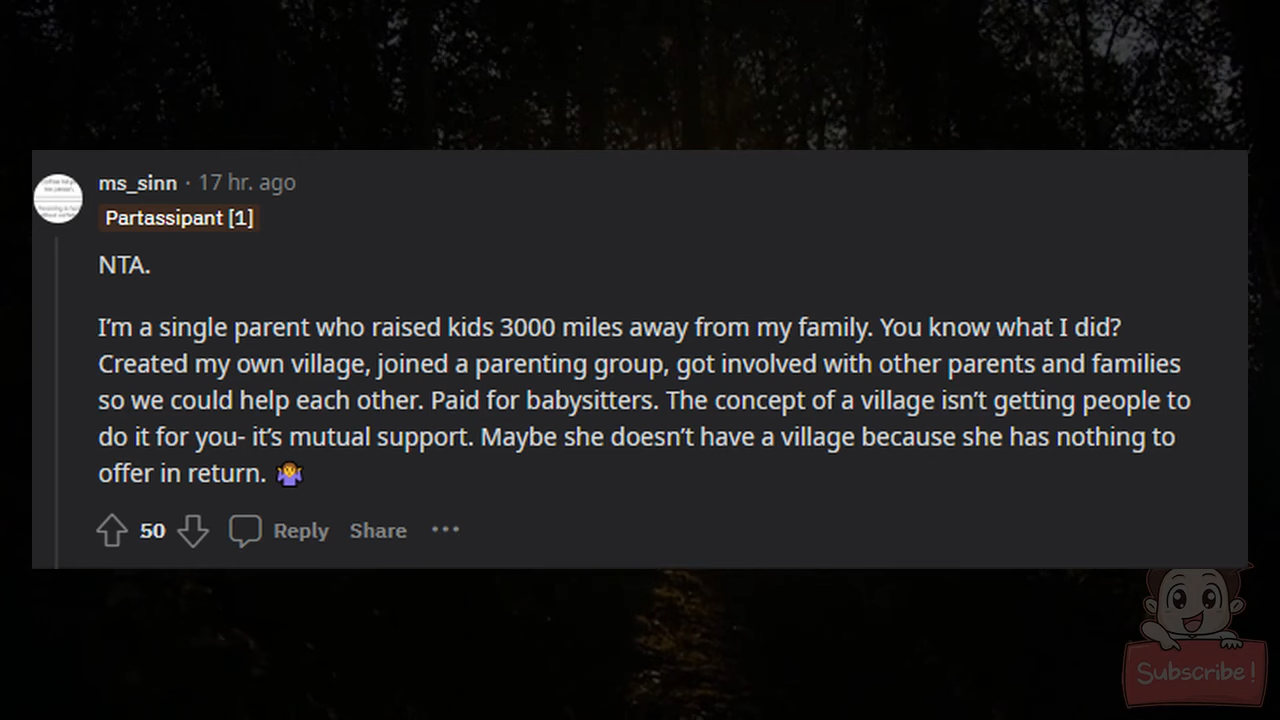 ms_sinn · 17 hr. ago
Partassipant [1]
NTA.
I'm a single parent who raised kids 3000 miles away from my family. You know what I did?
Created my own village, joined a parenting group, got involved with other parents and families
so we could help each other. Paid for babysitters. The concept of a village isn't getting people to
do it for you- it's mutual support. Maybe she doesn't have a village because she has nothing to
offer in return. 🤷‍♀️
50 Reply Share ···
Subscribe!